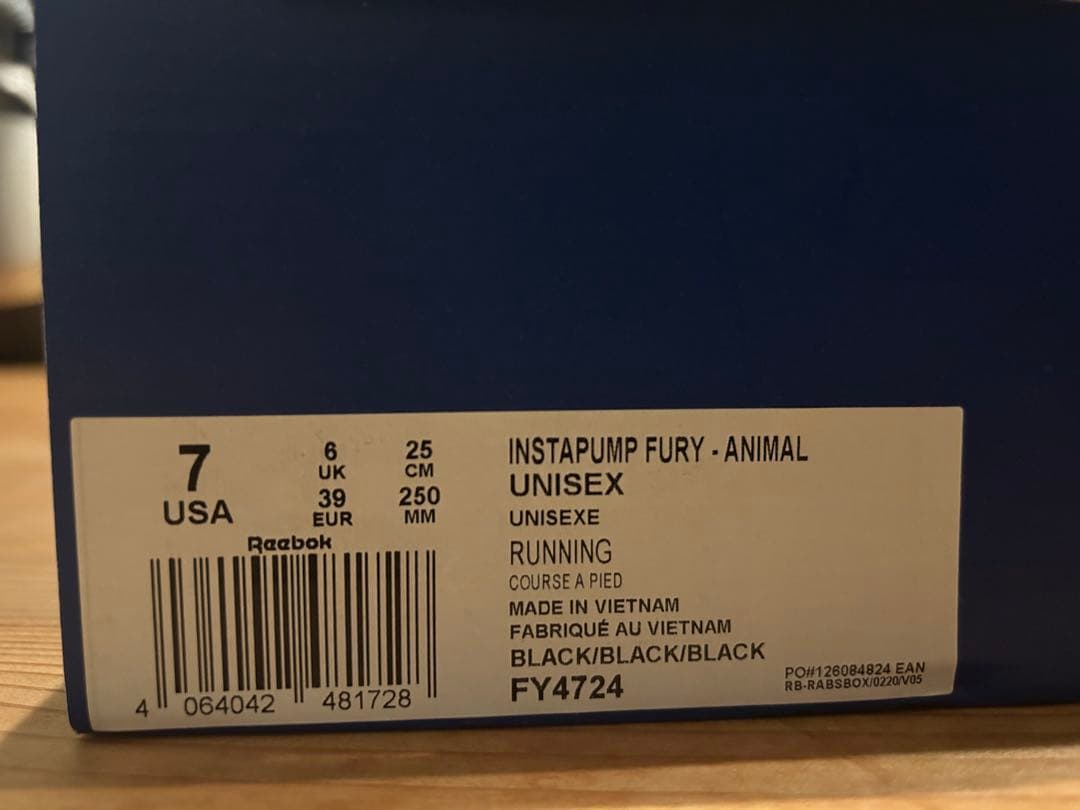 7
USA
6
UK
39
EUR
25
CM
250
MM
Reebok
4 064042 481728
INSTAPUMP FURY - ANIMAL
UNISEX
UNISEXE
RUNNING
COURSE A PIED
MADE IN VIETNAM
FABRIQUÉ AU VIETNAM
BLACK/BLACK/BLACK
FY4724
PO#126084824 EAN
RB-RABSBOX/0220/V05